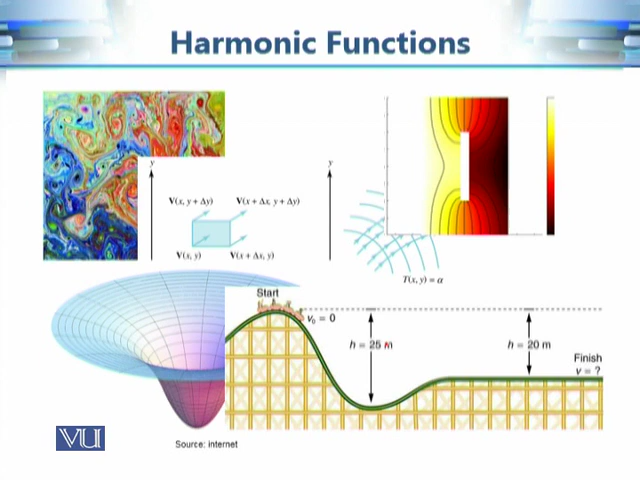 Harmonic Functions
y
y
V(x, y + Δy) V(x + Δx, y + Δy)
V(x, y) V(x + Δx, y)
T(x, y) = α
Start
v₀ = 0
h = 25 m
h = 20 m
Finish
v = ?
VU
Source: internet